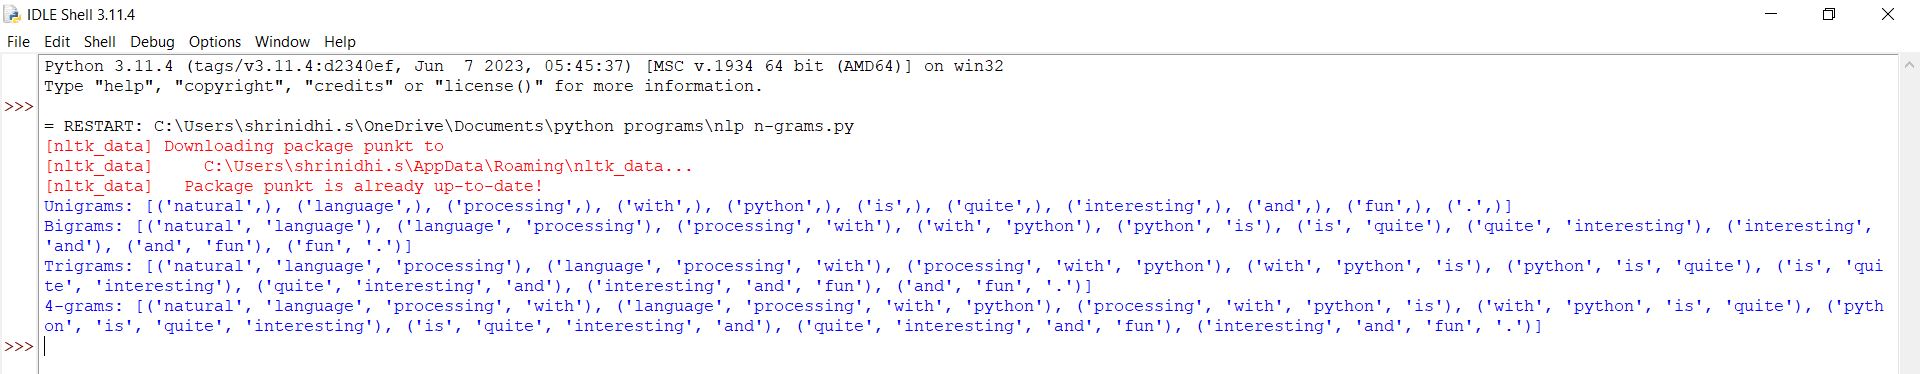 IDLE Shell 3.11.4
File Edit Shell Debug Options Window Help
Python 3.11.4 (tags/v3.11.4:d2340ef, Jun  7 2023, 05:45:37) [MSC v.1934 64 bit (AMD64)] on win32
Type "help", "copyright", "credits" or "license()" for more information.
>>>
= RESTART: C:\Users\shrinidhi.s\OneDrive\Documents\python programs\nlp n-grams.py
[nltk_data] Downloading package punkt to
[nltk_data]     C:\Users\shrinidhi.s\AppData\Roaming\nltk_data...
[nltk_data]   Package punkt is already up-to-date!
Unigrams: [('natural',), ('language',), ('processing',), ('with',), ('python',), ('is',), ('quite',), ('interesting',), ('and',), ('fun',), ('.',)]
Bigrams: [('natural', 'language'), ('language', 'processing'), ('processing', 'with'), ('with', 'python'), ('python', 'is'), ('is', 'quite'), ('quite', 'interesting'), ('interesting',
'and'), ('and', 'fun'), ('fun', '.')]
Trigrams: [('natural', 'language', 'processing'), ('language', 'processing', 'with'), ('processing', 'with', 'python'), ('with', 'python', 'is'), ('python', 'is', 'quite'), ('is', 'qui
te', 'interesting'), ('quite', 'interesting', 'and'), ('interesting', 'and', 'fun'), ('and', 'fun', '.')]
4-grams: [('natural', 'language', 'processing', 'with'), ('language', 'processing', 'with', 'python'), ('processing', 'with', 'python', 'is'), ('with', 'python', 'is', 'quite'), ('pyth
on', 'is', 'quite', 'interesting'), ('is', 'quite', 'interesting', 'and'), ('quite', 'interesting', 'and', 'fun'), ('interesting', 'and', 'fun', '.')]
>>>